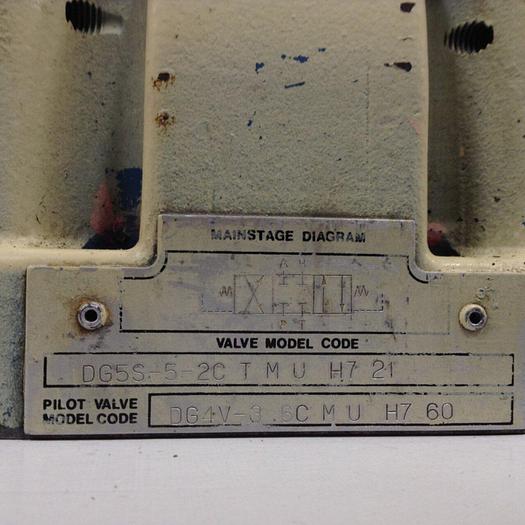 MAINSTAGE DIAGRAM
A
P T
VALVE MODEL CODE
DG5S-5-2C T M U H7 21
PILOT VALVE
MODEL CODE
DG4V-3 6C M U H7 60